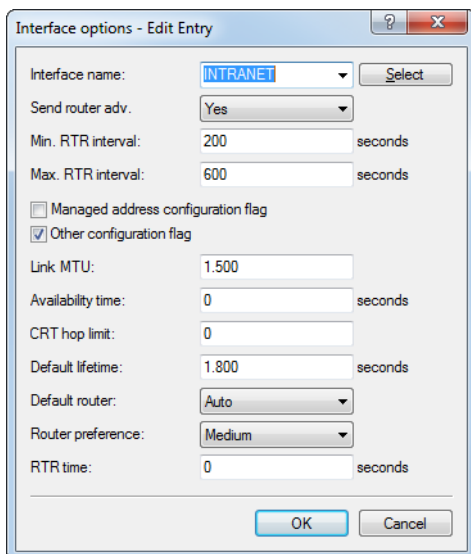 Interface options - Edit Entry
Interface name: INTRANET Select
Send router adv. Yes
Min. RTR interval: 200 seconds
Max. RTR interval: 600 seconds
Managed address configuration flag
Other configuration flag
Link MTU: 1.500
Availability time: 0 seconds
CRT hop limit: 0
Default lifetime: 1.800 seconds
Default router: Auto
Router preference: Medium
RTR time: 0 seconds
OK Cancel